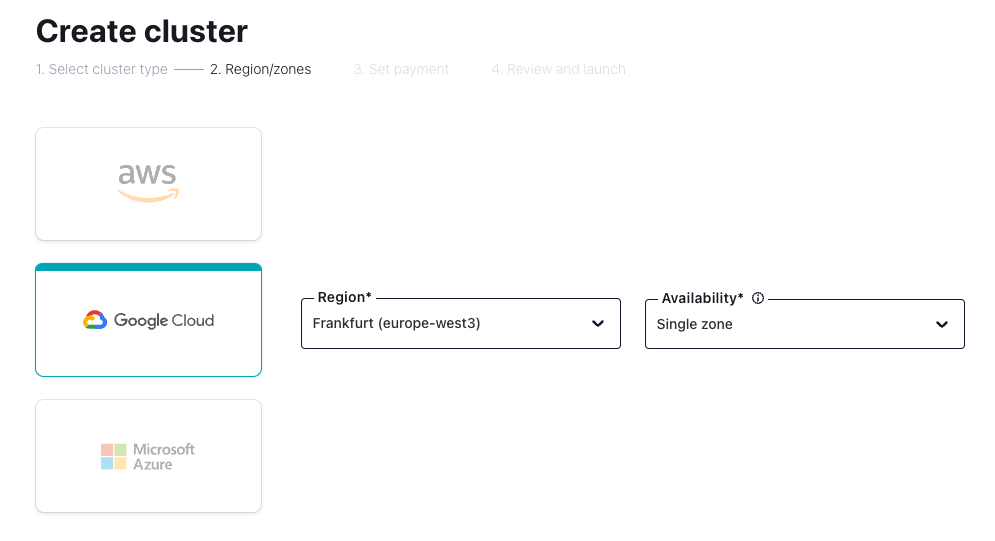 Create cluster
1. Select cluster type 2. Region/zones 3. Set payment 4. Review and launch
aws
Google Cloud
Region*
Frankfurt (europe-west3)
Availability*
Single zone
Microsoft
Azure